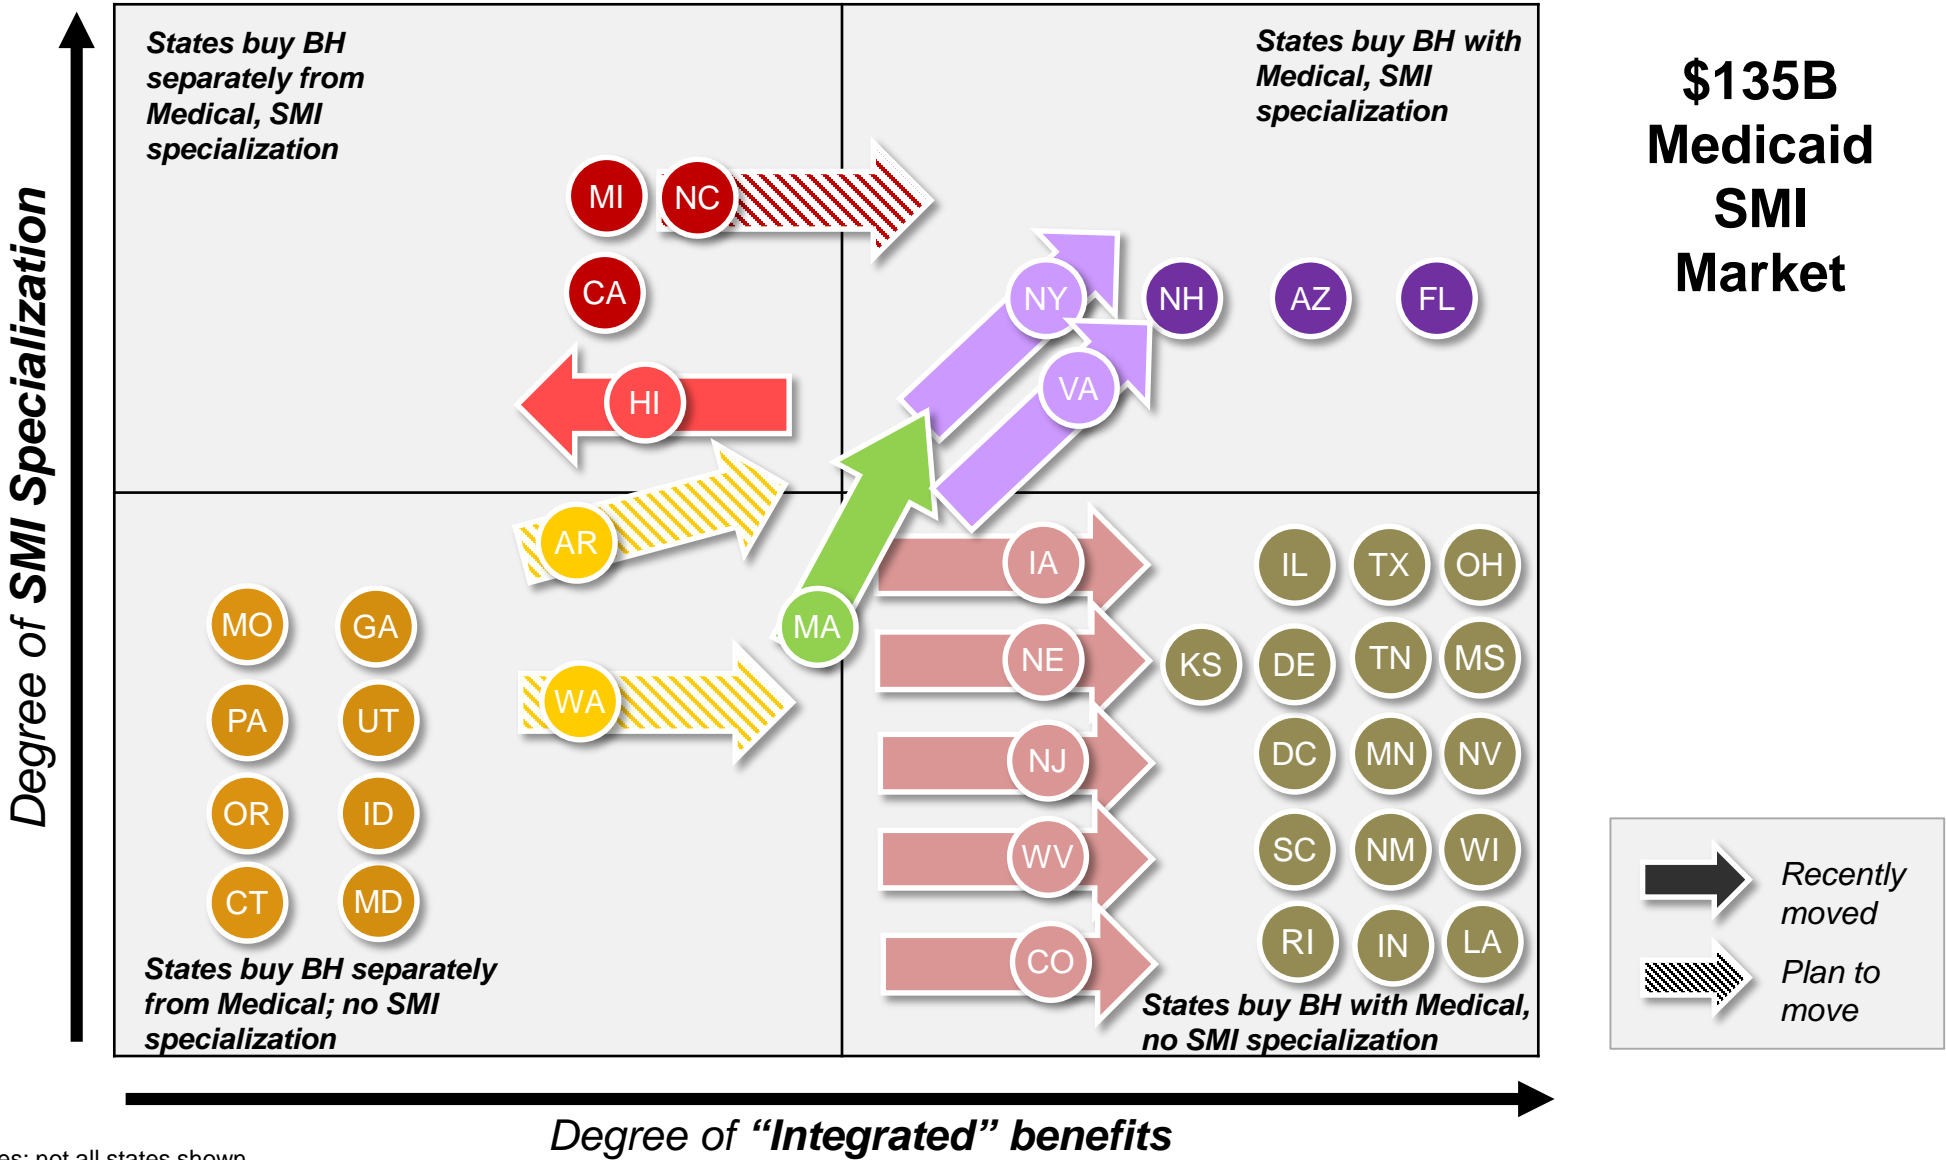 States buy BH
separately from
Medical, SMI
specialization
States buy BH with
Medical, SMI
specialization
$135B
Medicaid
SMI
Market
Degree of SMI Specialization
MI
NC
CA
HI
NY
VA
NH
AZ
FL
AR
WA
MA
MO
GA
PA
UT
OR
ID
CT
MD
IA
NE
NJ
WV
CO
IL
TX
OH
KS
DE
TN
MS
DC
MN
NV
SC
NM
WI
RI
IN
LA
States buy BH separately
from Medical; no SMI
specialization
States buy BH with Medical,
no SMI specialization
Recently
moved
Plan to
move
Degree of “Integrated” benefits
not all states shown